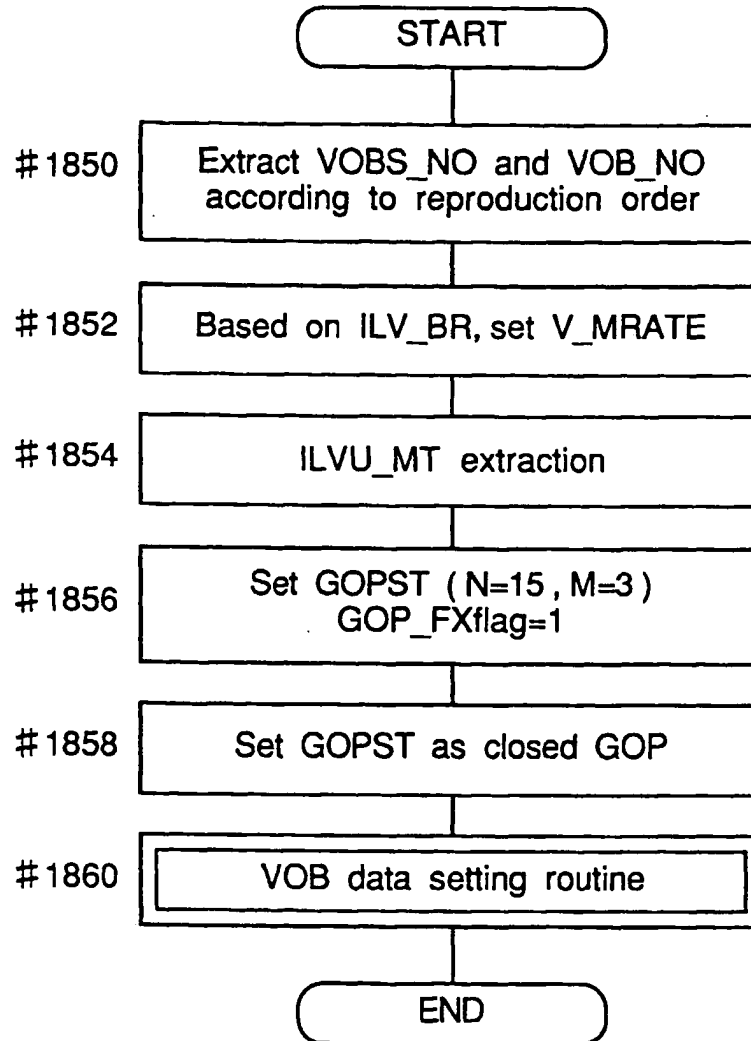 START
#1850
Extract VOBS_NO and VOB_NO
according to reproduction order
#1852
Based on ILV_BR, set V_MRATE
#1854
ILVU_MT extraction
#1856
Set GOPST (N=15, M=3)
GOP_FXflag=1
#1858
Set GOPST as closed GOP
#1860
VOB data setting routine
END